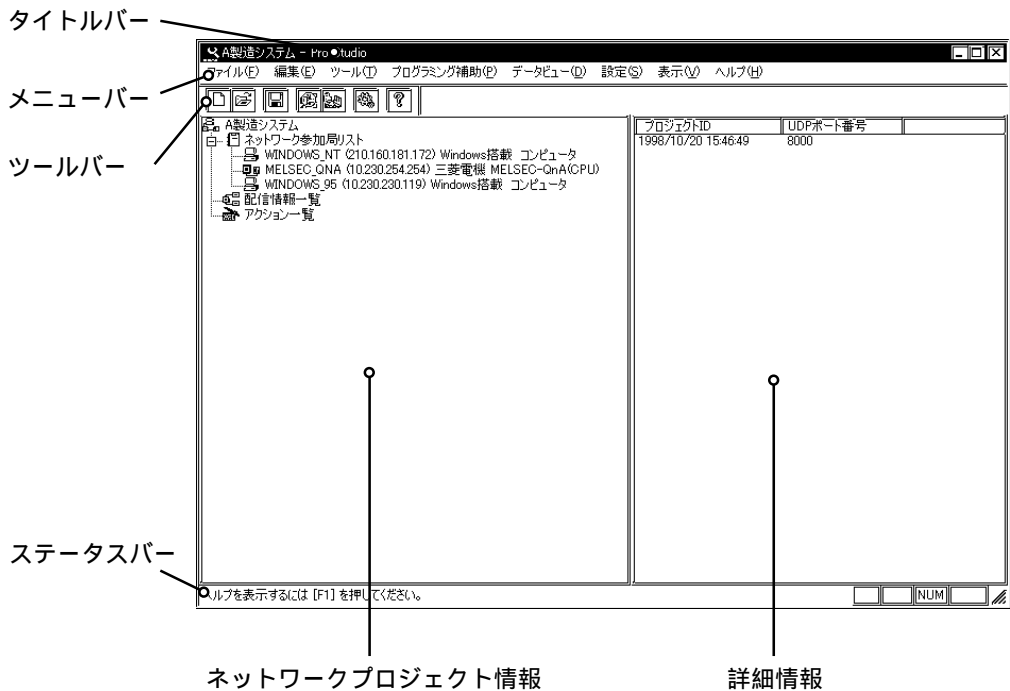 タイトルバー
A製造システム - Pro●tudio
ファイル(F) 編集(E) ツール(T) プログラミング補助(P) データビュー(D) 設定(S) 表示(V) ヘルプ(H)
メニューバー
ツールバー
A製造システム
ネットワーク参加局リスト
WINDOWS_NT (210.160.181.172) Windows搭載 コンピュータ
MELSEC_QNA (10.230.254.254) 三菱電機 MELSEC-QnA(CPU)
WINDOWS_95 (10.230.230.119) Windows搭載 コンピュータ
配信情報一覧
アクション一覧
プロジェクトID UDPポート番号
1998/10/20 15:46:49 8000
ステータスバー
ヘルプを表示するには [F1] を押してください。
NUM
ネットワークプロジェクト情報
詳細情報